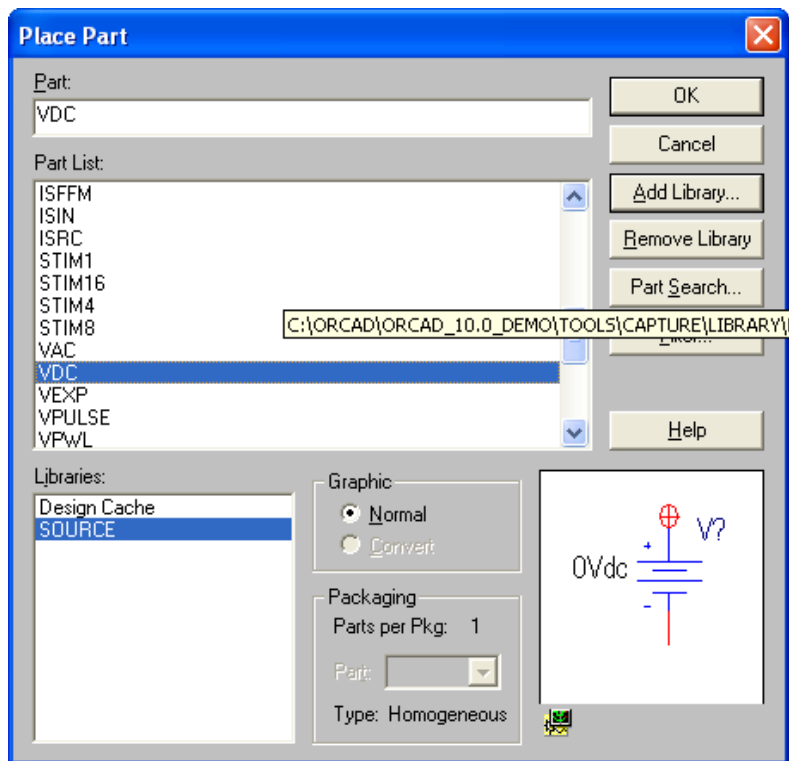 Place Part
Part:
VDC
OK
Cancel
Part List:
ISFFM
ISIN
ISRC
STIM1
STIM16
STIM4
STIM8
VAC
VDC
VEXP
VPULSE
VPWL
Add Library...
Remove Library
Part Search...
C:\ORCAD\ORCAD_10.0_DEMO\TOOLS\CAPTURE\LIBRARY\
Help
Libraries:
Design Cache
SOURCE
Graphic
Normal
Convert
Packaging
Parts per Pkg: 1
Part:
Type: Homogeneous
V?
0Vdc
+
-